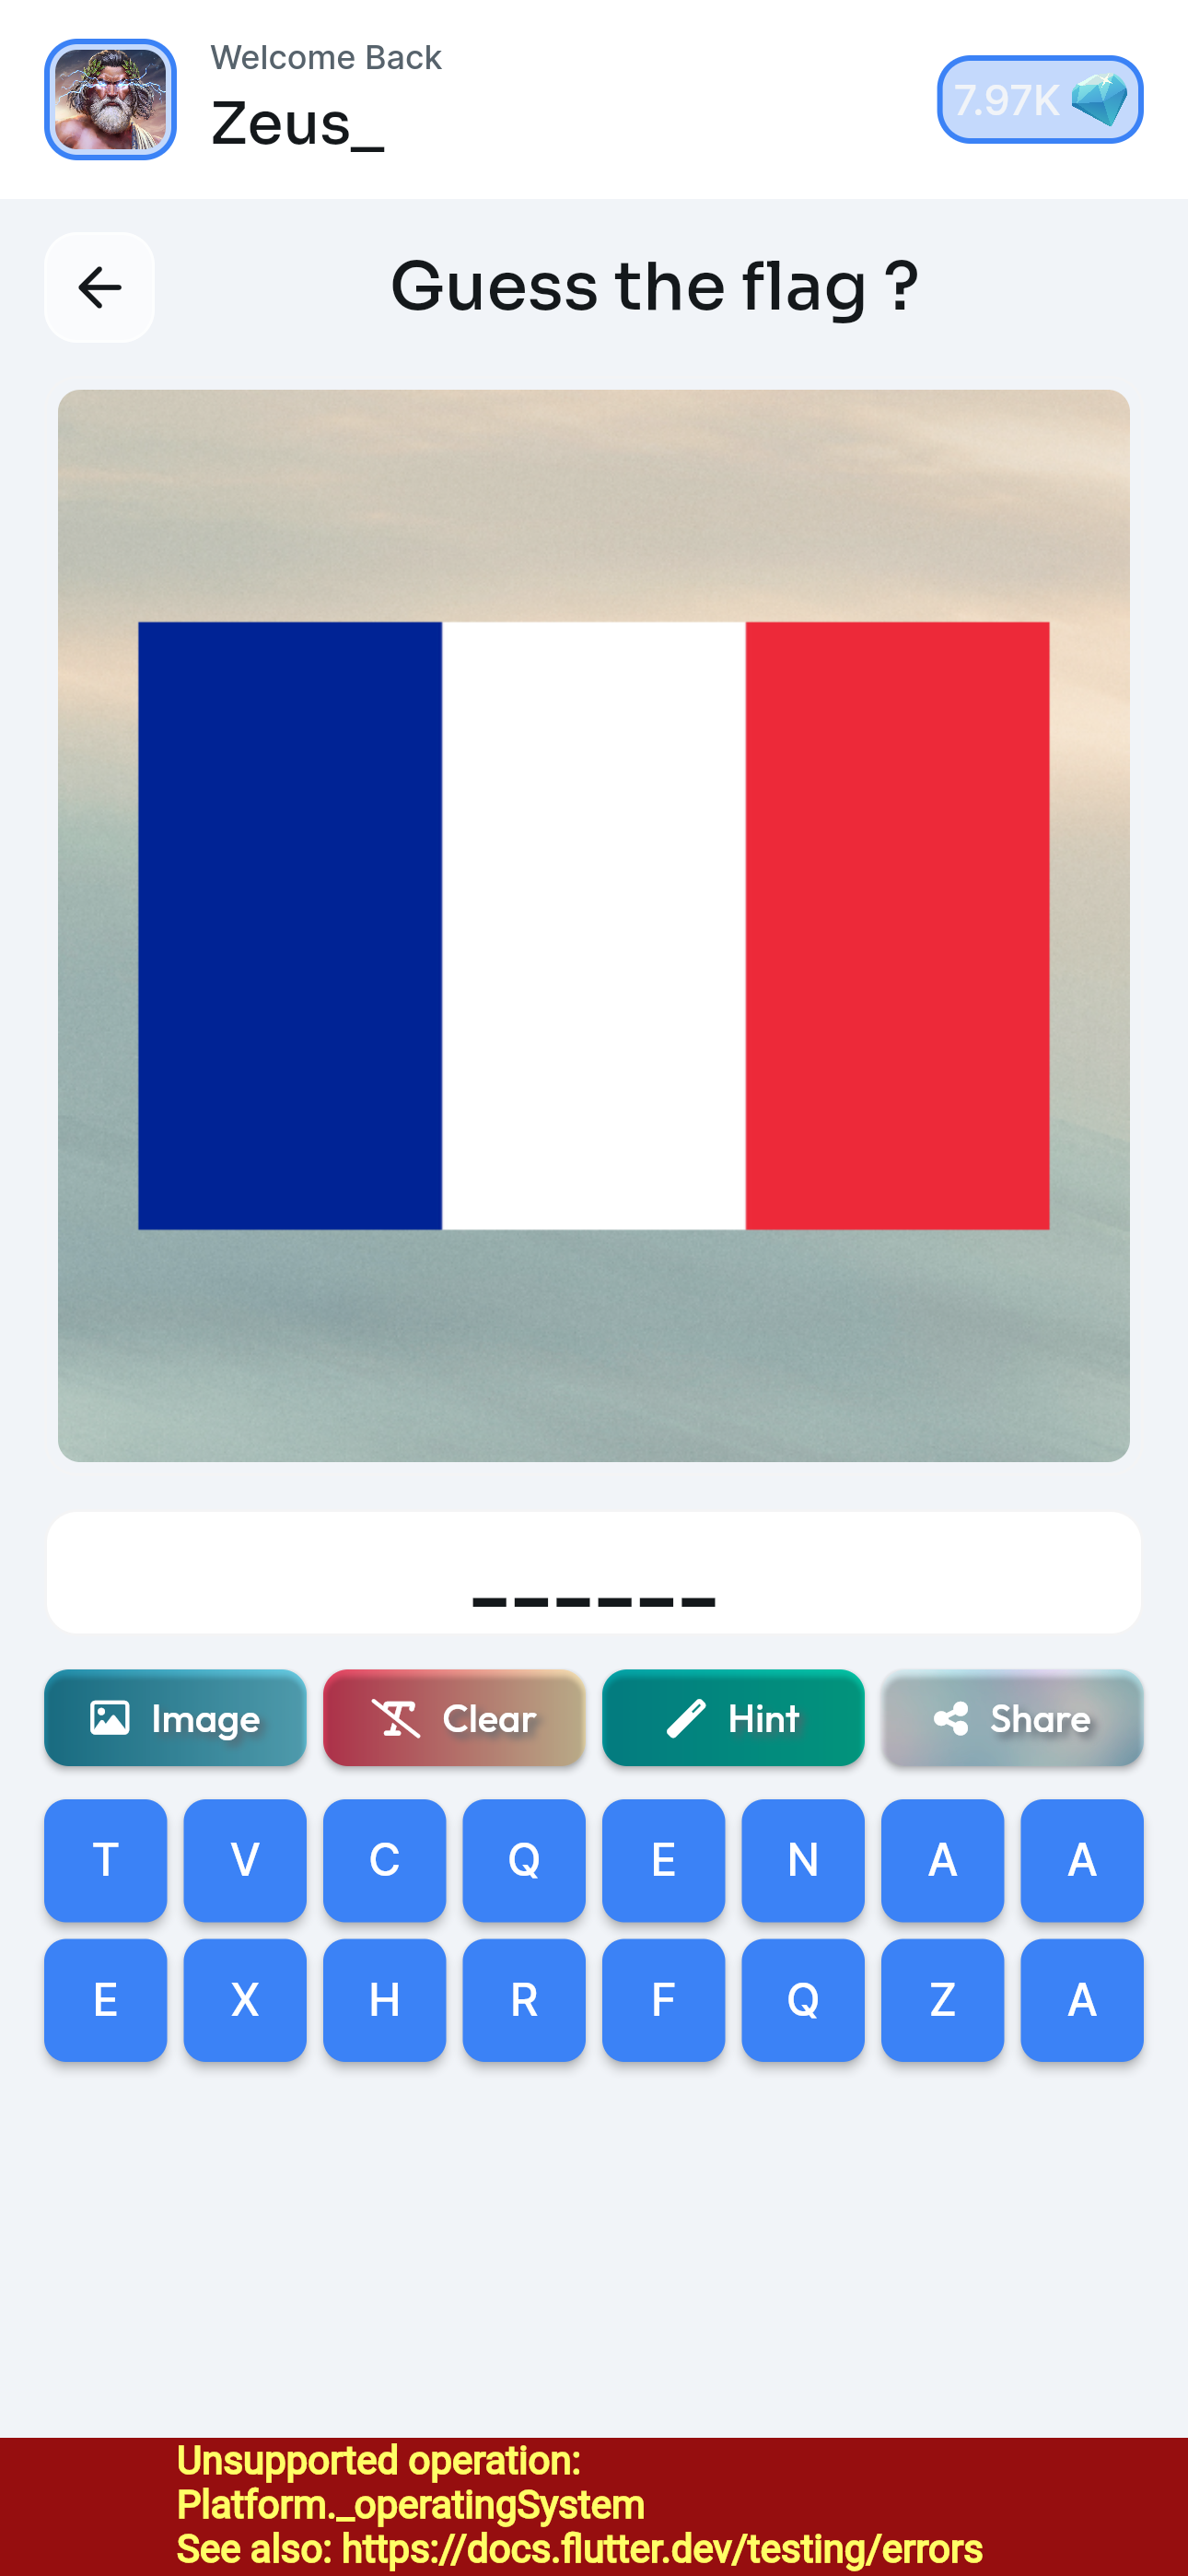 Welcome Back
Zeus_
7.97K
Guess the flag ?
_ _ _ _ _ _
Image Clear Hint Share
T V C Q E N A A
E X H R F Q Z A
Unsupported operation:
Platform._operatingSystem
See also: https://docs.flutter.dev/testing/errors